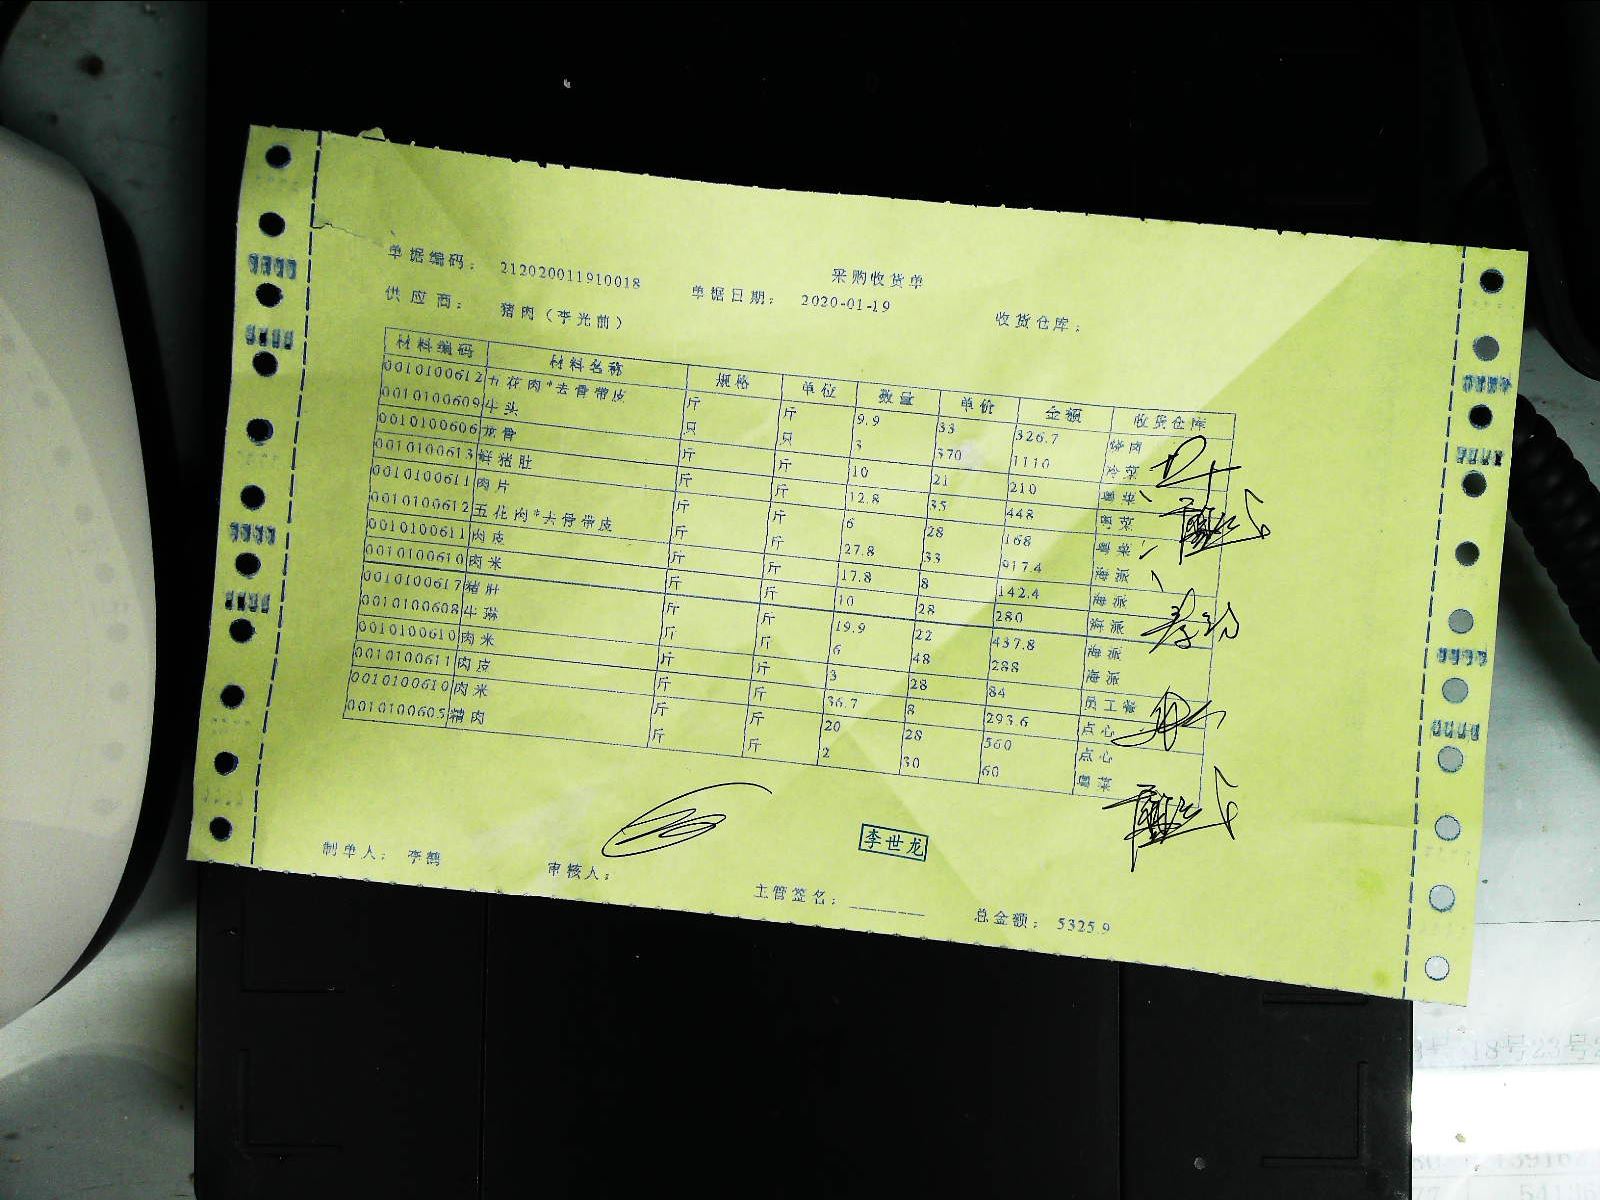 采购收货单
单据编码： 212020011910018 单据日期： 2020-01-19 收货仓库：
供应商： 猪肉（李光前）
材料编码 材料名称 规格 单位 数量 单价 金额 收货仓库
0010100612 五花肉*去骨带皮 斤 斤 9.9 33 326.7 烧肉
0010100609 牛头 只 只 3 370 1110 冷菜
0010100606 龙骨 斤 斤 10 21 210 粤菜
0010100613 鲜猪肚 斤 斤 12.8 35 448 粤菜
0010100611 肉片 斤 斤 6 28 168 粤菜
0010100612 五花肉*去骨带皮 斤 斤 27.8 33 917.4 海派
0010100611 肉皮 斤 斤 17.8 8 142.4 海派
0010100610 肉米 斤 斤 10 28 280 海派
0010100617 猪肚 斤 斤 19.9 22 437.8 海派
0010100608 牛𦟌 斤 斤 6 48 288 海派
0010100610 肉米 斤 斤 3 28 84 员工餐
0010100611 肉皮 斤 斤 36.7 8 293.6 点心
0010100610 肉米 斤 斤 20 28 560 点心
0010100605 精肉 斤 斤 2 30 60 粤菜
李世龙
制单人： 李鹤 审核人： 主管签名：________ 总金额： 5325.9